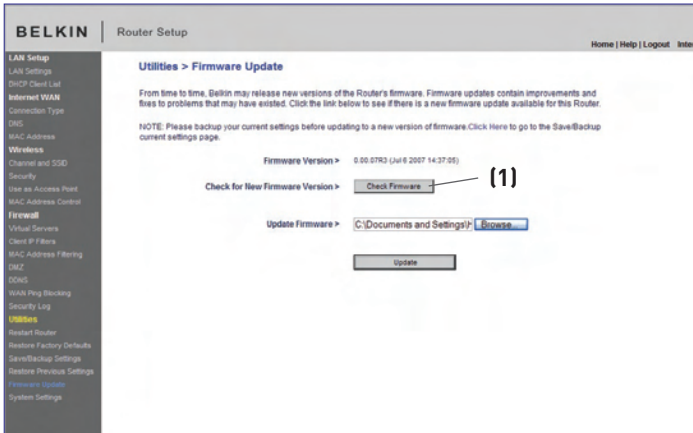 BELKIN | Router Setup
Home | Help | Logout Inte
LAN Setup
LAN Settings
DHCP Client List
Internet WAN
Connection Type
DNS
MAC Address
Wireless
Channel and SSID
Security
Use as Access Point
MAC Address Control
Firewall
Virtual Servers
Client IP Filters
MAC Address Filtering
DMZ
DDNS
WAN Ping Blocking
Security Log
Utilities
Restart Router
Restore Factory Defaults
Save/Backup Settings
Restore Previous Settings
Firmware Update
System Settings
Utilities > Firmware Update
From time to time, Belkin may release new versions of the Router's firmware. Firmware updates contain improvements and
fixes to problems that may have existed. Click the link below to see if there is a new firmware update available for this Router.
NOTE: Please backup your current settings before updating to a new version of firmware.Click Here to go to the Save/Backup
current settings page.
Firmware Version > 0.00.07R3 (Jul 6 2007 14:37:05)
Check for New Firmware Version > Check Firmware (1)
Update Firmware > C:\Documents and Settings\H Browse...
Update